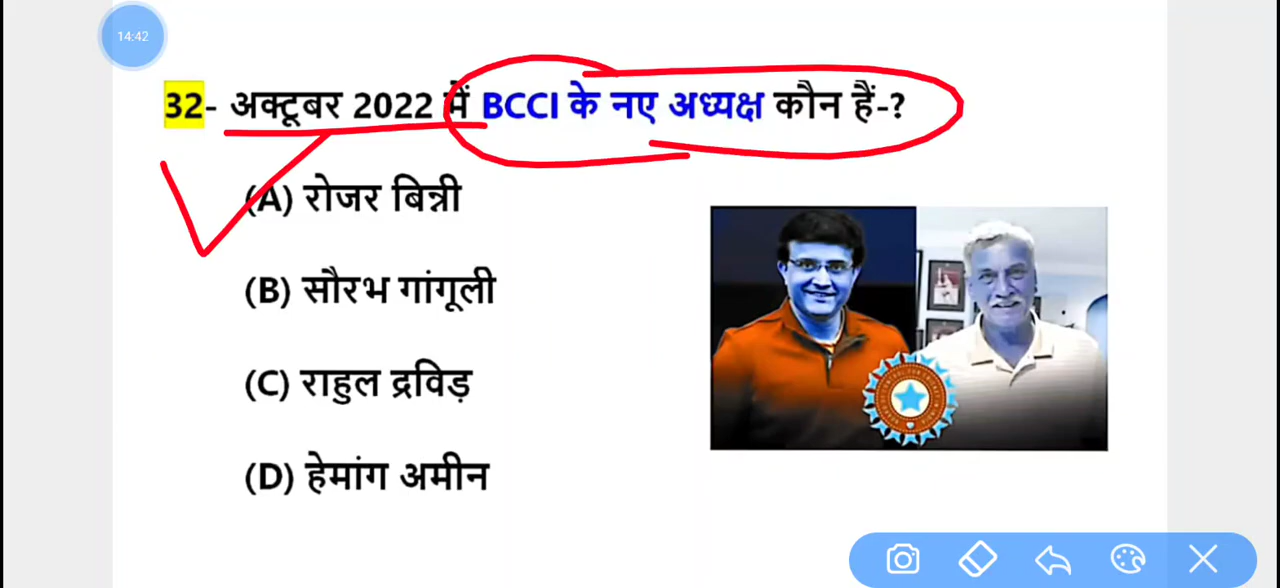 14:42
32- अक्टूबर 2022 में BCCI के नए अध्यक्ष कौन हैं-?
(A) रोजर बिन्नी
(B) सौरभ गांगूली
(C) राहुल द्रविड़
(D) हेमांग अमीन